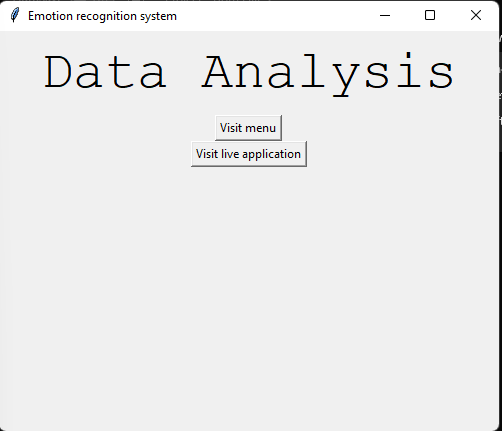 Emotion recognition system
Data Analysis
Visit menu
Visit live application